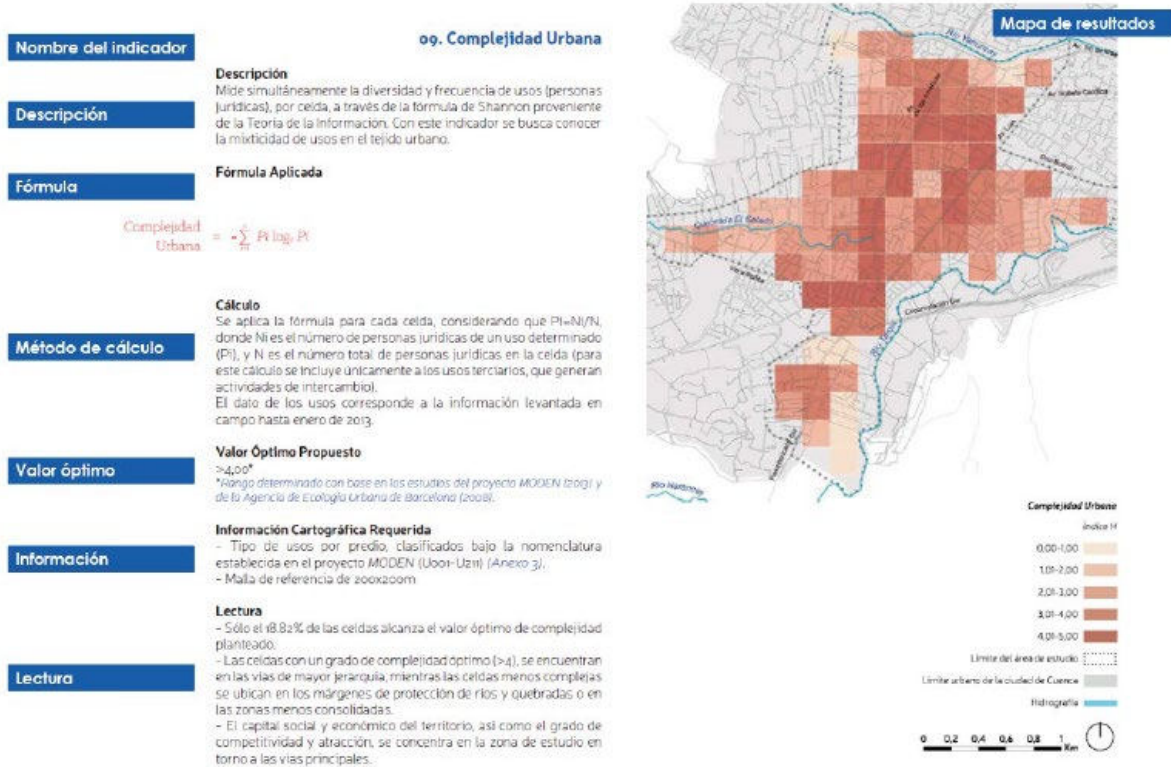 Nombre del indicador
09. Complejidad Urbana
Descripción
Descripción
Mide simultáneamente la diversidad y frecuencia de usos (personas
jurídicas), por celda, a través de la fórmula de Shannon proveniente
de la Teoría de la Información. Con este indicador se busca conocer
la mixticidad de usos en el tejido urbano.
Fórmula
Fórmula Aplicada
Complejidad
Urbana
= -∑ Pi log₂ Pi
Método de cálculo
Cálculo
Se aplica la fórmula para cada celda, considerando que Pi=Ni/N,
donde Ni es el número de personas jurídicas de un uso determinado
(Pi), y N es el número total de personas jurídicas en la celda (para
este cálculo se incluye únicamente a los usos terciarios, que generan
actividades de intercambio).
El dato de los usos corresponde a la información levantada en
campo hasta enero de 2013.
Valor óptimo
Valor Óptimo Propuesto
>4,00*
*Rango determinado con base en los estudios del proyecto MODEN (2013) y
de la Agencia de Ecología Urbana de Barcelona (2008).
Información
Información Cartográfica Requerida
- Tipo de usos por predio, clasificados bajo la nomenclatura
establecida en el proyecto MODEN (U001-U211) (Anexo 3).
- Malla de referencia de 200x200m
Lectura
Lectura
- Sólo el 18.82% de las celdas alcanza el valor óptimo de complejidad
planteado.
- Las celdas con un grado de complejidad óptimo (>4), se encuentran
en las vías de mayor jerarquía, mientras las celdas menos complejas
se ubican en los márgenes de protección de ríos y quebradas o en
las zonas menos consolidadas.
- El capital social y económico del territorio, así como el grado de
competitividad y atracción, se concentra en la zona de estudio en
torno a las vías principales.
Mapa de resultados
Quebrada El Salado
Circunvalación Sur
Complejidad Urbana
índice H
0,00-1,00
1,01-2,00
2,01-3,00
3,01-4,00
4,01-5,00
Límite del área de estudio
Límite urbano de la ciudad de Cuenca
Hidrografía
0 0,2 0,4 0,6 0,8 1
Km